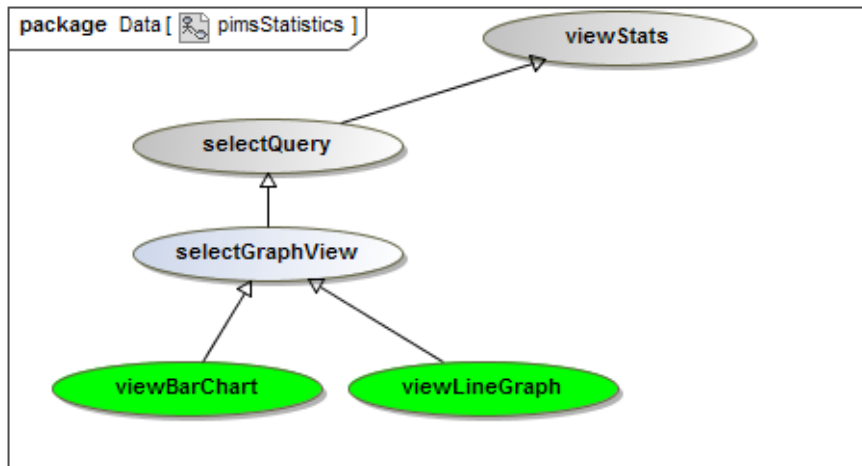 package Data [ pimsStatistics ]
viewStats
selectQuery
selectGraphView
viewBarChart
viewLineGraph